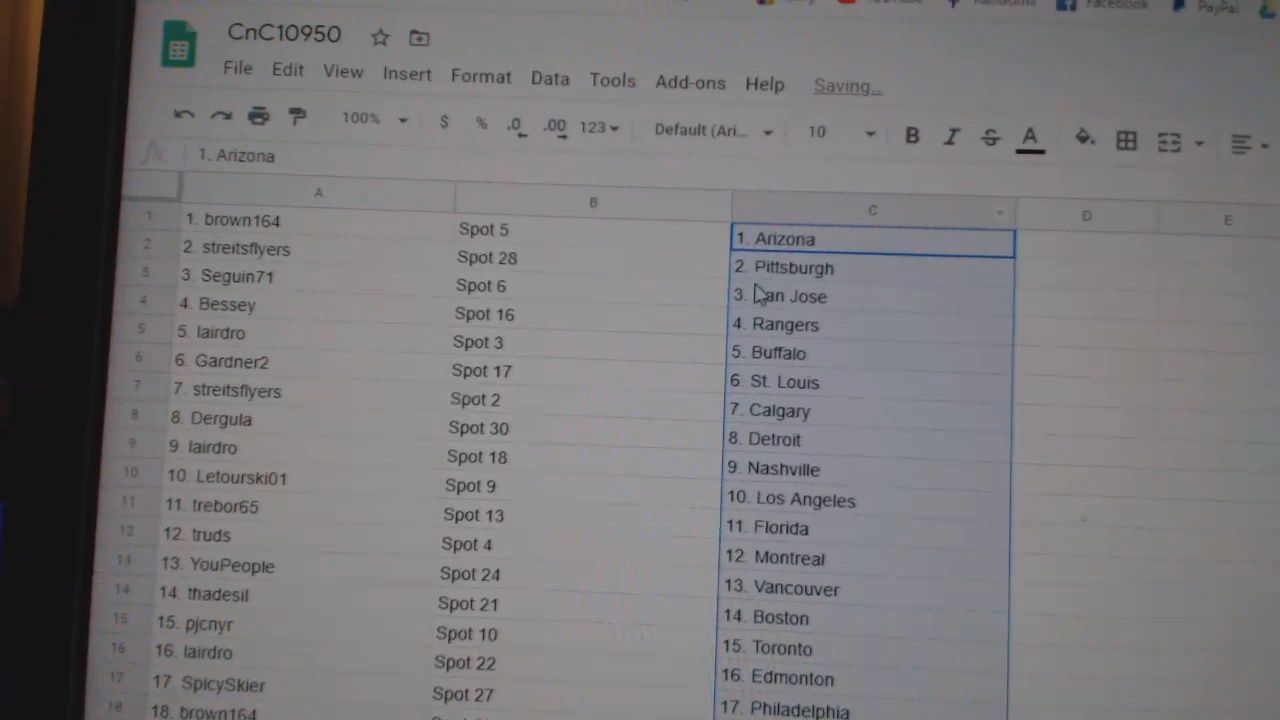 Facebook
PayPal
CnC10950
File Edit View Insert Format Data Tools Add-ons Help Saving...
100% $ % .0 .00 123 Default (Ari... 10 B I S A
fx 1. Arizona
A B C D E
1 1. brown164 Spot 5 1. Arizona
2 2. streitsflyers Spot 28 2. Pittsburgh
3 3. Seguin71 Spot 6 3. San Jose
4 4. Bessey Spot 16 4. Rangers
5 5. lairdro Spot 3 5. Buffalo
6 6. Gardner2 Spot 17 6. St. Louis
7 7. streitsflyers Spot 2 7. Calgary
8 8. Dergula Spot 30 8. Detroit
9 9. lairdro Spot 18 9. Nashville
10 10. Letourski01 Spot 9 10. Los Angeles
11 11. trebor65 Spot 13 11. Florida
12. truds Spot 4 12. Montreal
13. YouPeople Spot 24 13. Vancouver
14 14. thadesil Spot 21 14. Boston
15 15. pjcnyr Spot 10 15. Toronto
16 16. lairdro Spot 22 16. Edmonton
17 17. SpicySkier Spot 27 17. Philadelphia
18 18. brown164